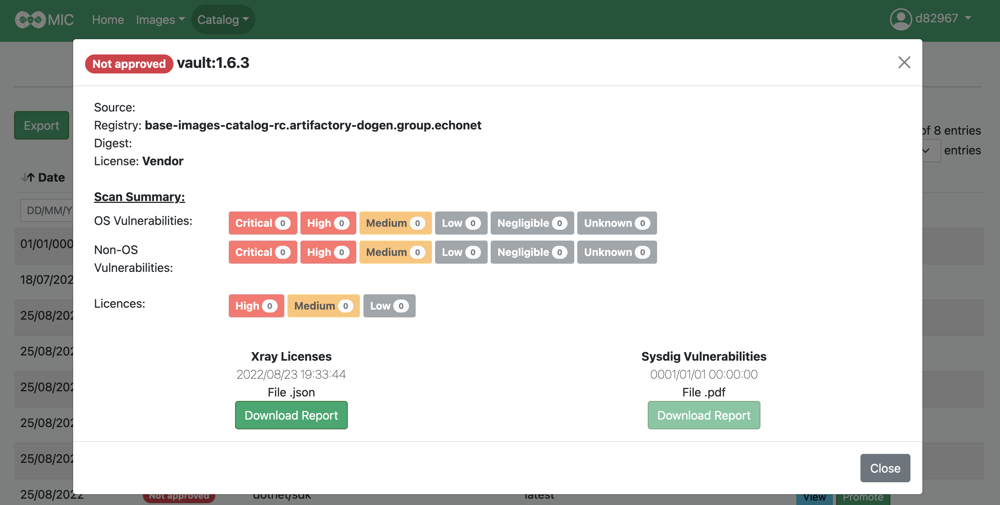 MIC Home Images Catalog d82967
Not approved vault:1.6.3
Source:
Registry: base-images-catalog-rc.artifactory-dogen.group.echonet
Export
of 8 entries
Digest:
entries
License: Vendor
Date
Scan Summary:
DD/MM/Y
OS Vulnerabilities: Critical 0 High 0 Medium 0 Low 0 Negligible 0 Unknown 0
01/01/000
Non-OS Critical 0 High 0 Medium 0 Low 0 Negligible 0 Unknown 0
Vulnerabilities:
18/07/202
Licences: High 0 Medium 0 Low 0
25/08/202
25/08/202
Xray Licenses Sysdig Vulnerabilities
2022/08/23 19:33:44 0001/01/01 00:00:00
25/08/202
File .json File .pdf
Download Report Download Report
25/08/202
25/08/202
Close
25/08/2022 Not approved dotnet/sdk latest View Promote